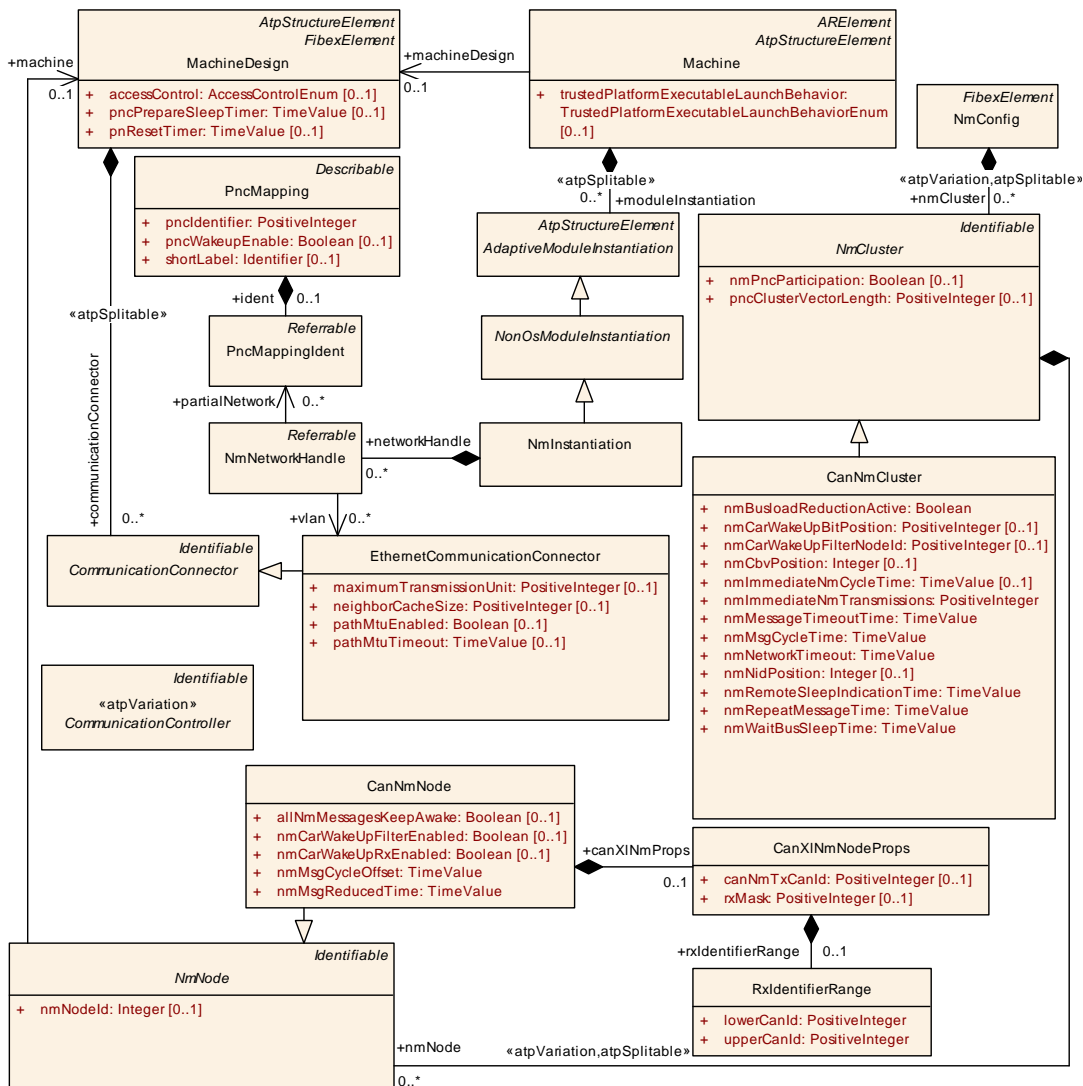 AtpStructureElement
FibexElement
MachineDesign
+ accessControl: AccessControlEnum [0..1]
+ pncPrepareSleepTimer: TimeValue [0..1]
+ pnResetTimer: TimeValue [0..1]
+machine
0..1
+machineDesign
0..1
ARElement
AtpStructureElement
Machine
+ trustedPlatformExecutableLaunchBehavior:
TrustedPlatformExecutableLaunchBehaviorEnum
[0..1]
FibexElement
NmConfig
«atpVariation,atpSplitable»
+nmCluster 0..*
«atpSplitable»
0..* +moduleInstantiation
Describable
PncMapping
+ pncIdentifier: PositiveInteger
+ pncWakeupEnable: Boolean [0..1]
+ shortLabel: Identifier [0..1]
AtpStructureElement
AdaptiveModuleInstantiation
Identifiable
NmCluster
+ nmPncParticipation: Boolean [0..1]
+ pncClusterVectorLength: PositiveInteger [0..1]
+ident 0..1
«atpSplitable»
+communicationConnector
0..*
Referrable
PncMappingIdent
NonOsModuleInstantiation
+partialNetwork 0..*
Referrable
NmNetworkHandle
+networkHandle
0..*
NmInstantiation
+vlan 0..*
CanNmCluster
+ nmBusloadReductionActive: Boolean
+ nmCarWakeUpBitPosition: PositiveInteger [0..1]
+ nmCarWakeUpFilterNodeId: PositiveInteger [0..1]
+ nmCbvPosition: Integer [0..1]
+ nmImmediateNmCycleTime: TimeValue [0..1]
+ nmImmediateNmTransmissions: PositiveInteger
+ nmMessageTimeoutTime: TimeValue
+ nmMsgCycleTime: TimeValue
+ nmNetworkTimeout: TimeValue
+ nmNidPosition: Integer [0..1]
+ nmRemoteSleepIndicationTime: TimeValue
+ nmRepeatMessageTime: TimeValue
+ nmWaitBusSleepTime: TimeValue
Identifiable
CommunicationConnector
EthernetCommunicationConnector
+ maximumTransmissionUnit: PositiveInteger [0..1]
+ neighborCacheSize: PositiveInteger [0..1]
+ pathMtuEnabled: Boolean [0..1]
+ pathMtuTimeout: TimeValue [0..1]
Identifiable
«atpVariation»
CommunicationController
CanNmNode
+ allNmMessagesKeepAwake: Boolean [0..1]
+ nmCarWakeUpFilterEnabled: Boolean [0..1]
+ nmCarWakeUpRxEnabled: Boolean [0..1]
+ nmMsgCycleOffset: TimeValue
+ nmMsgReducedTime: TimeValue
+canXlNmProps
0..1
CanXlNmNodeProps
+ canNmTxCanId: PositiveInteger [0..1]
+ rxMask: PositiveInteger [0..1]
+rxIdentifierRange 0..1
RxIdentifierRange
+ lowerCanId: PositiveInteger
+ upperCanId: PositiveInteger
Identifiable
NmNode
+ nmNodeId: Integer [0..1]
+nmNode
«atpVariation,atpSplitable»
0..*